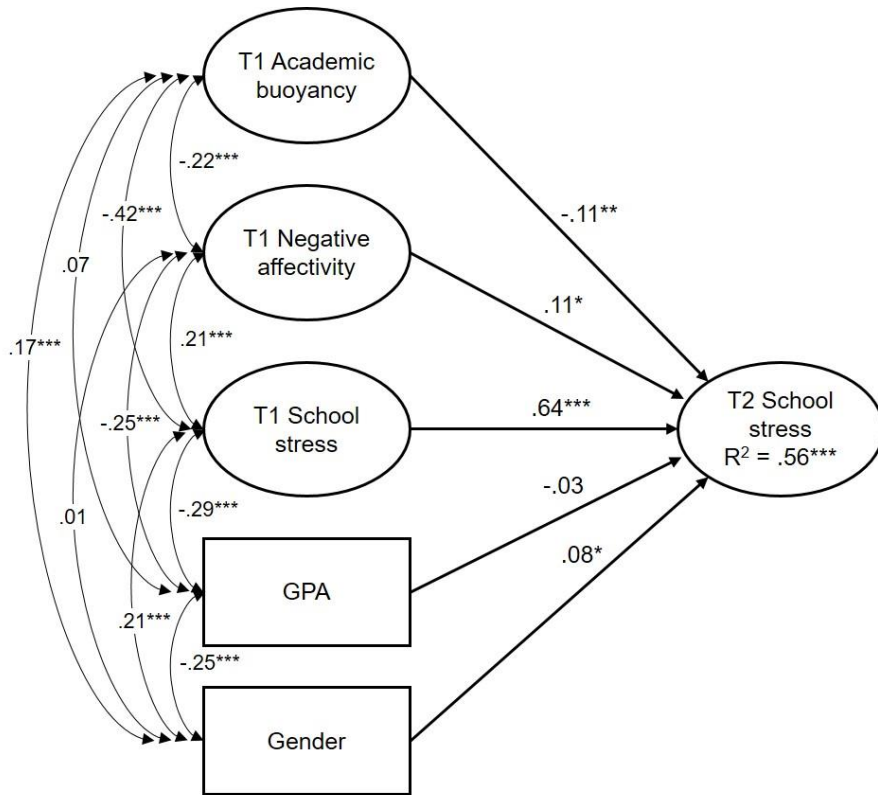 T1 Academic
buoyancy
-.22***
-.11**
-.42***
T1 Negative
affectivity
.07
.11*
.17***
.21***
T1 School
stress
.64***
T2 School
stress
R² = .56***
-.25***
-.03
.01
-.29***
.08*
GPA
.21***
-.25***
Gender